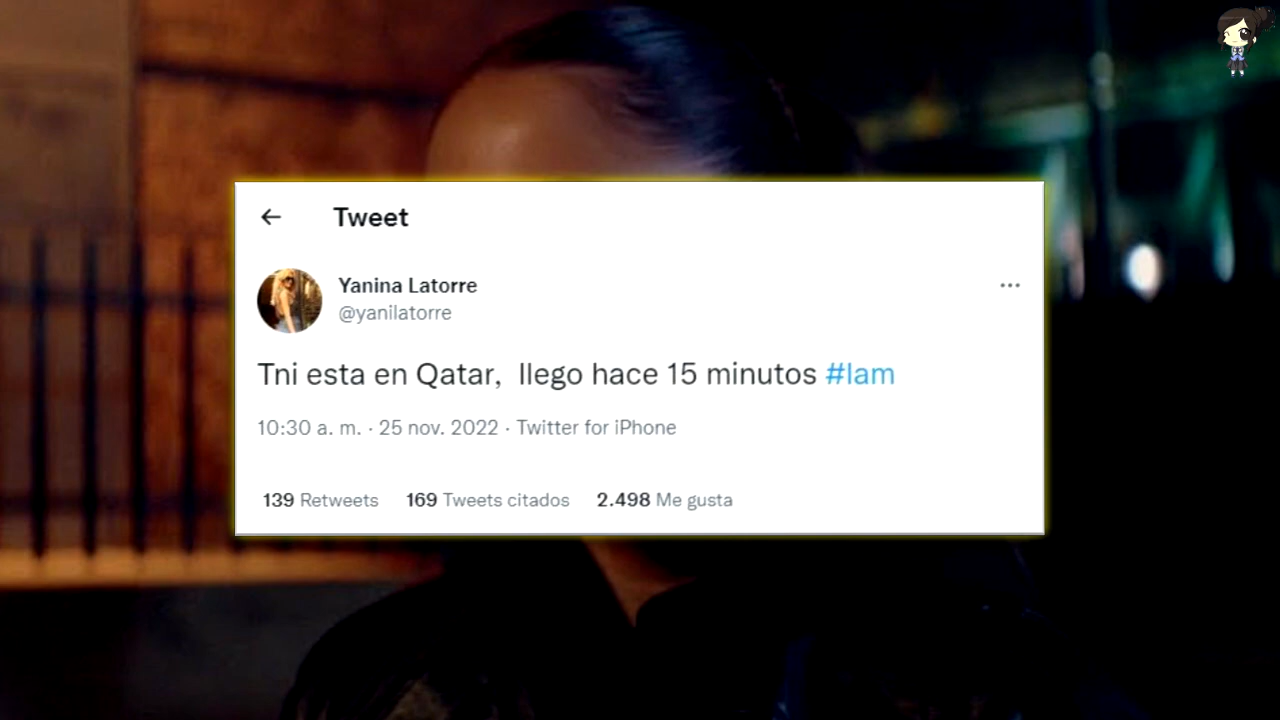 Tweet
Yanina Latorre
@yanilatorre
Tni esta en Qatar, llego hace 15 minutos #lam
10:30 a. m. · 25 nov. 2022 · Twitter for iPhone
139 Retweets 169 Tweets citados 2.498 Me gusta